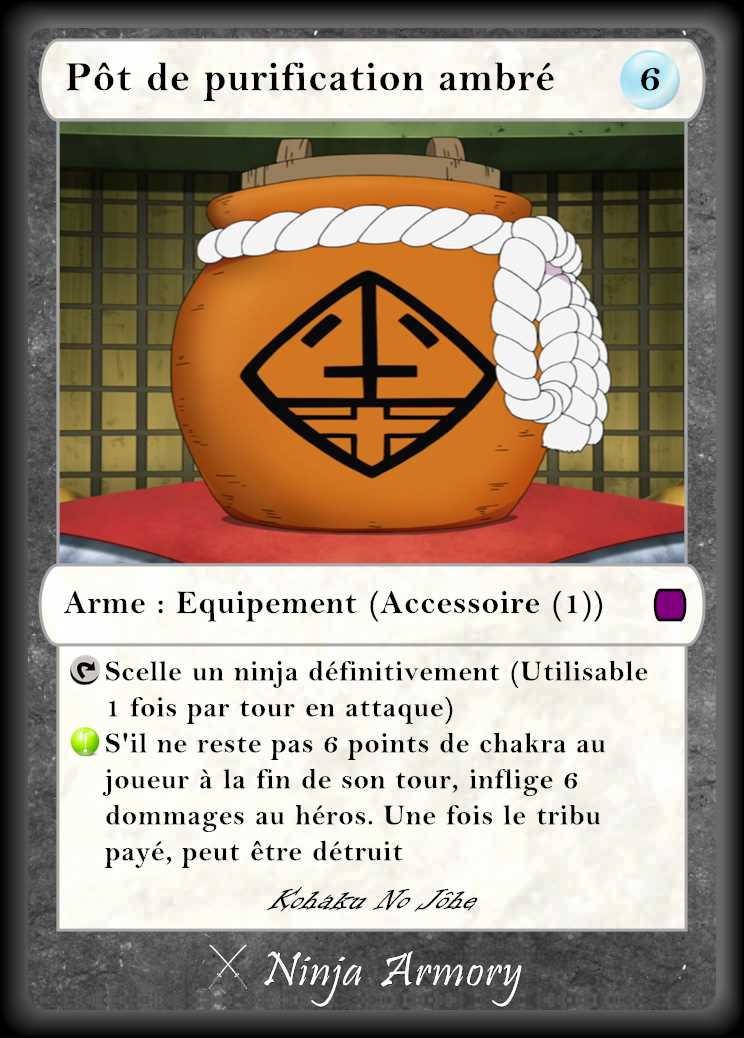 Pôt de purification ambré
6
Arme : Equipement (Accessoire (1))
Scelle un ninja définitivement (Utilisable
1 fois par tour en attaque)
S'il ne reste pas 6 points de chakra au
joueur à la fin de son tour, inflige 6
dommages au héros. Une fois le tribu
payé, peut être détruit
Kohaku No Jôhe
Ninja Armory